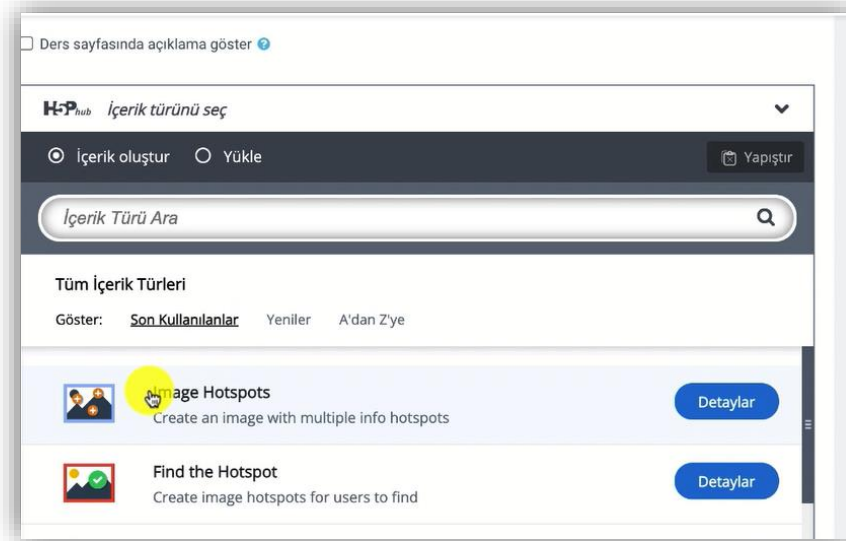 Ders sayfasında açıklama göster ?
H5P hub İçerik türünü seç
İçerik oluştur Yükle Yapıştır
İçerik Türü Ara
Tüm İçerik Türleri
Göster: Son Kullanılanlar Yeniler A'dan Z'ye
Image Hotspots
Create an image with multiple info hotspots
Detaylar
Find the Hotspot
Create image hotspots for users to find
Detaylar